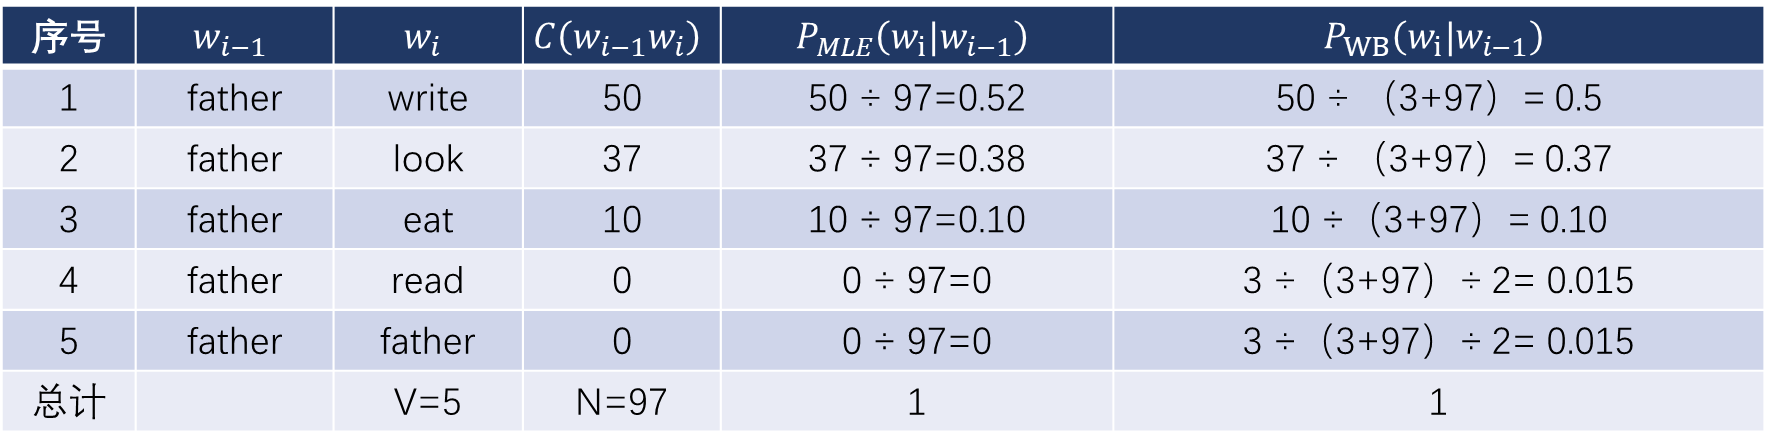 序号 w_{i−1} w_i C(w_{i−1}w_i) P_{MLE}(w_i|w_{i−1}) P_{WB}(w_i|w_{i−1})
1 father write 50 50 ÷ 97=0.52 50 ÷ （3+97）= 0.5
2 father look 37 37 ÷ 97=0.38 37 ÷ （3+97）= 0.37
3 father eat 10 10 ÷ 97=0.10 10 ÷（3+97）= 0.10
4 father read 0 0 ÷ 97=0 3 ÷（3+97）÷ 2= 0.015
5 father father 0 0 ÷ 97=0 3 ÷（3+97）÷ 2= 0.015
总计 V=5 N=97 1 1